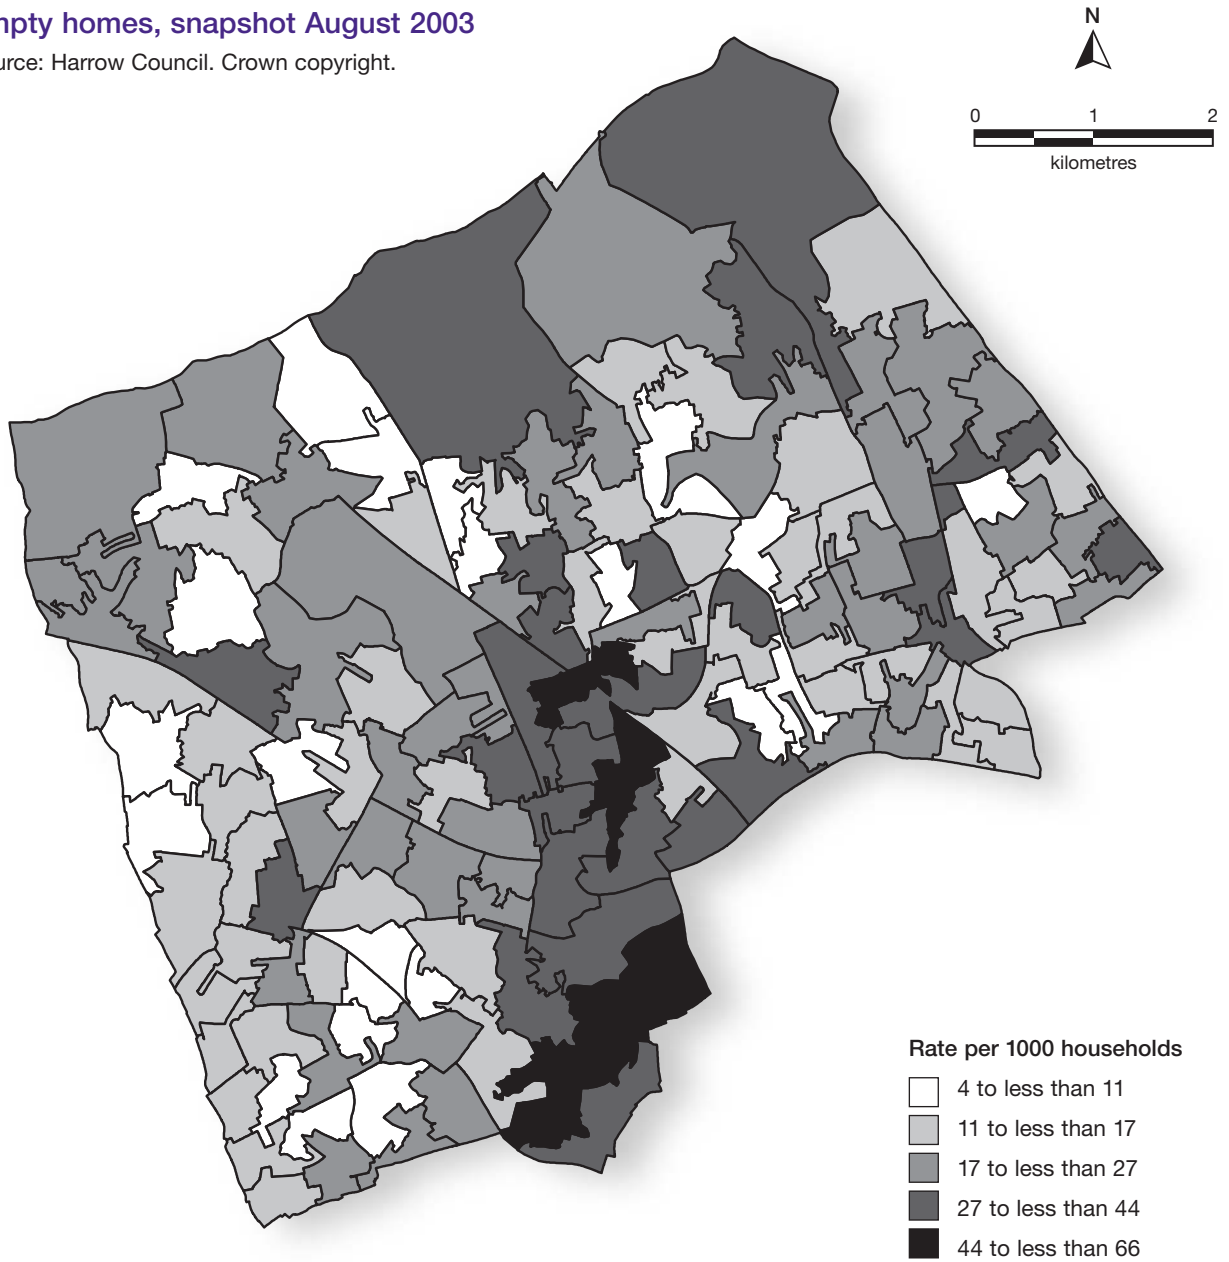 mpty homes, snapshot August 2003
urce: Harrow Council. Crown copyright.
N
0 1 2
kilometres
Rate per 1000 households
4 to less than 11
11 to less than 17
17 to less than 27
27 to less than 44
44 to less than 66